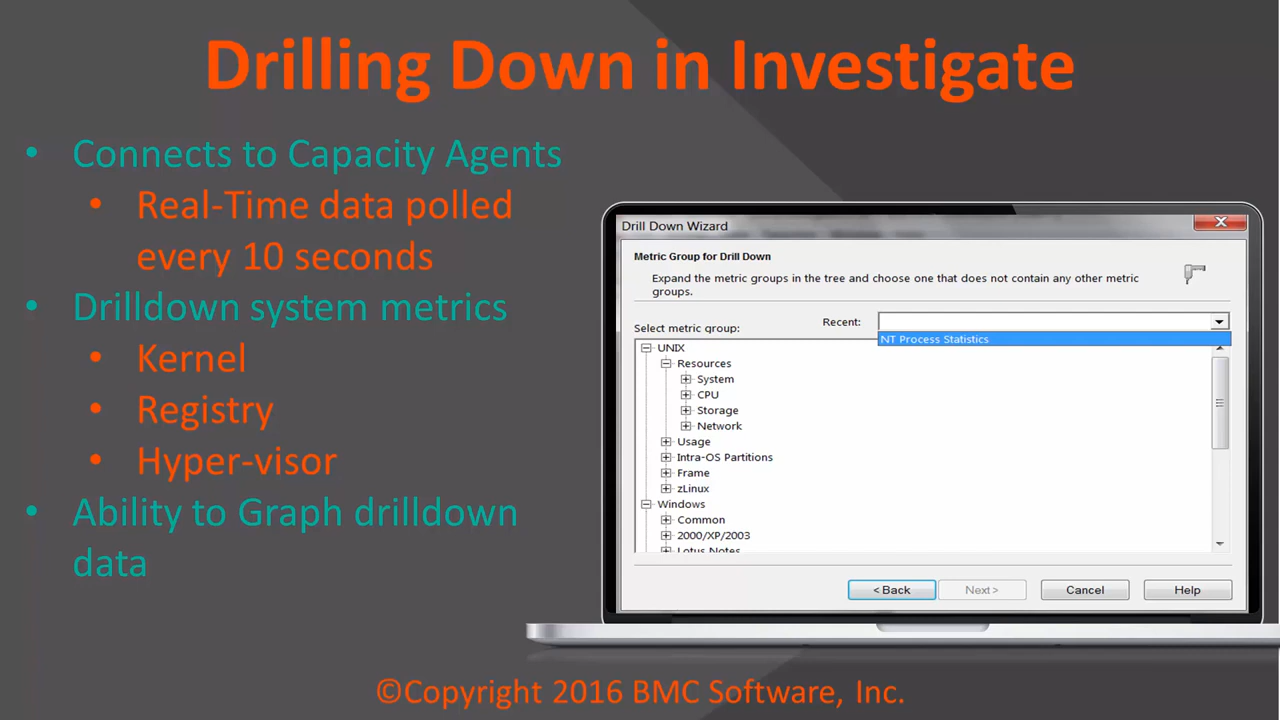 Drilling Down in Investigate
• Connects to Capacity Agents
• Real-Time data polled
every 10 seconds
• Drilldown system metrics
• Kernel
• Registry
• Hyper-visor
• Ability to Graph drilldown
data
Drill Down Wizard
Metric Group for Drill Down
Expand the metric groups in the tree and choose one that does not contain any other metric
groups.
Select metric group:
Recent:
NT Process Statistics
UNIX
Resources
System
CPU
Storage
Network
Usage
Intra-OS Partitions
Frame
zLinux
Windows
Common
2000/XP/2003
Lotus Notes
< Back
Next >
Cancel
Help
©Copyright 2016 BMC Software, Inc.